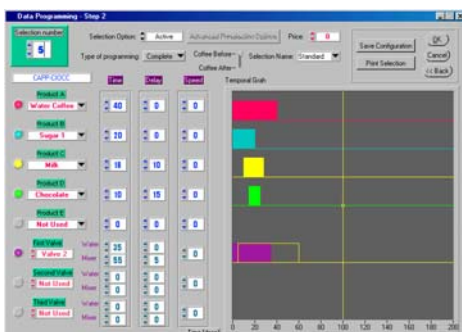 Data Programming - Step 2
Selection number
5
Selection Option: Active
Advanced Preselection Options
Price: 0
Type of programming: Complete
Coffee Before
Coffee After
Selection Name: Standard
Save Configuration
Print Selection
OK
Cancel
<< Back
CAPP-CIOCC
Time Delay Speed
Temporal Grah
Product A
Water Coffee 40 0 0
Product B
Sugar 1 20 0 0
Product C
Milk 18 10 0
Product D
Chocolate 10 15 0
Product E
Not Used 0 0 0
First Valve
Valve 2
Water 35 0
Mixer 55 5
0
Second Valve
Not Used
Water 0 0
Mixer 0 0
0
Third Valve
Not Used
Water 0 0
Mixer 0 0
0
0 20 40 60 80 100 120 140 160 180 200